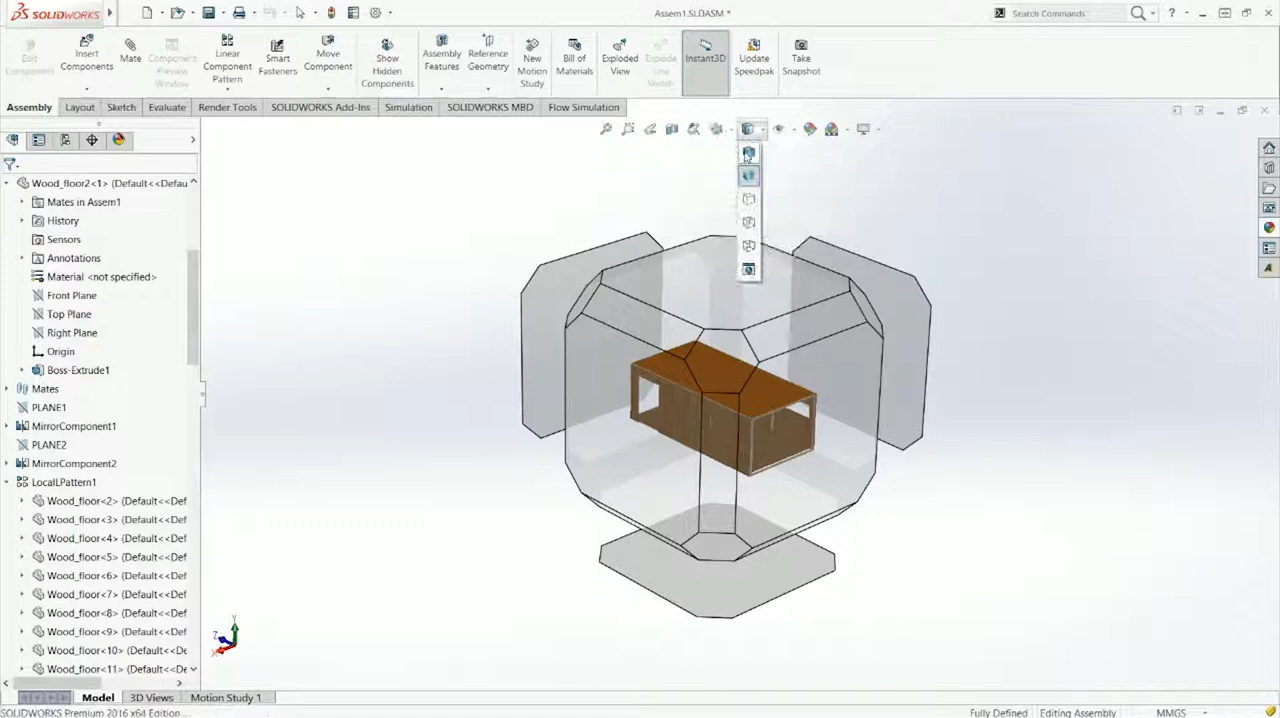 SOLIDWORKS
Assem1.SLDASM *
Search Commands
Edit Component
Insert Components
Mate
Component Preview Window
Linear Component Pattern
Smart Fasteners
Move Component
Show Hidden Components
Assembly Features
Reference Geometry
New Motion Study
Bill of Materials
Exploded View
Explode Line Sketch
Instant3D
Update Speedpak
Take Snapshot
Assembly
Layout
Sketch
Evaluate
Render Tools
SOLIDWORKS Add-Ins
Simulation
SOLIDWORKS MBD
Flow Simulation
Wood_floor2<1> (Default<<Defau
Mates in Assem1
History
Sensors
Annotations
Material <not specified>
Front Plane
Top Plane
Right Plane
Origin
Boss-Extrude1
Mates
PLANE1
MirrorComponent1
PLANE2
MirrorComponent2
LocalLPattern1
Wood_floor<2> (Default<<Def
Wood_floor<3> (Default<<Def
Wood_floor<4> (Default<<Def
Wood_floor<5> (Default<<Def
Wood_floor<6> (Default<<Def
Wood_floor<7> (Default<<Def
Wood_floor<8> (Default<<Def
Wood_floor<9> (Default<<Def
Wood_floor<10> (Default<<De
Wood_floor<11> (Default<<De
Y
Z
X
Model
3D Views
Motion Study 1
SOLIDWORKS Premium 2016 x64 Edition
Fully Defined
Editing Assembly
MMGS